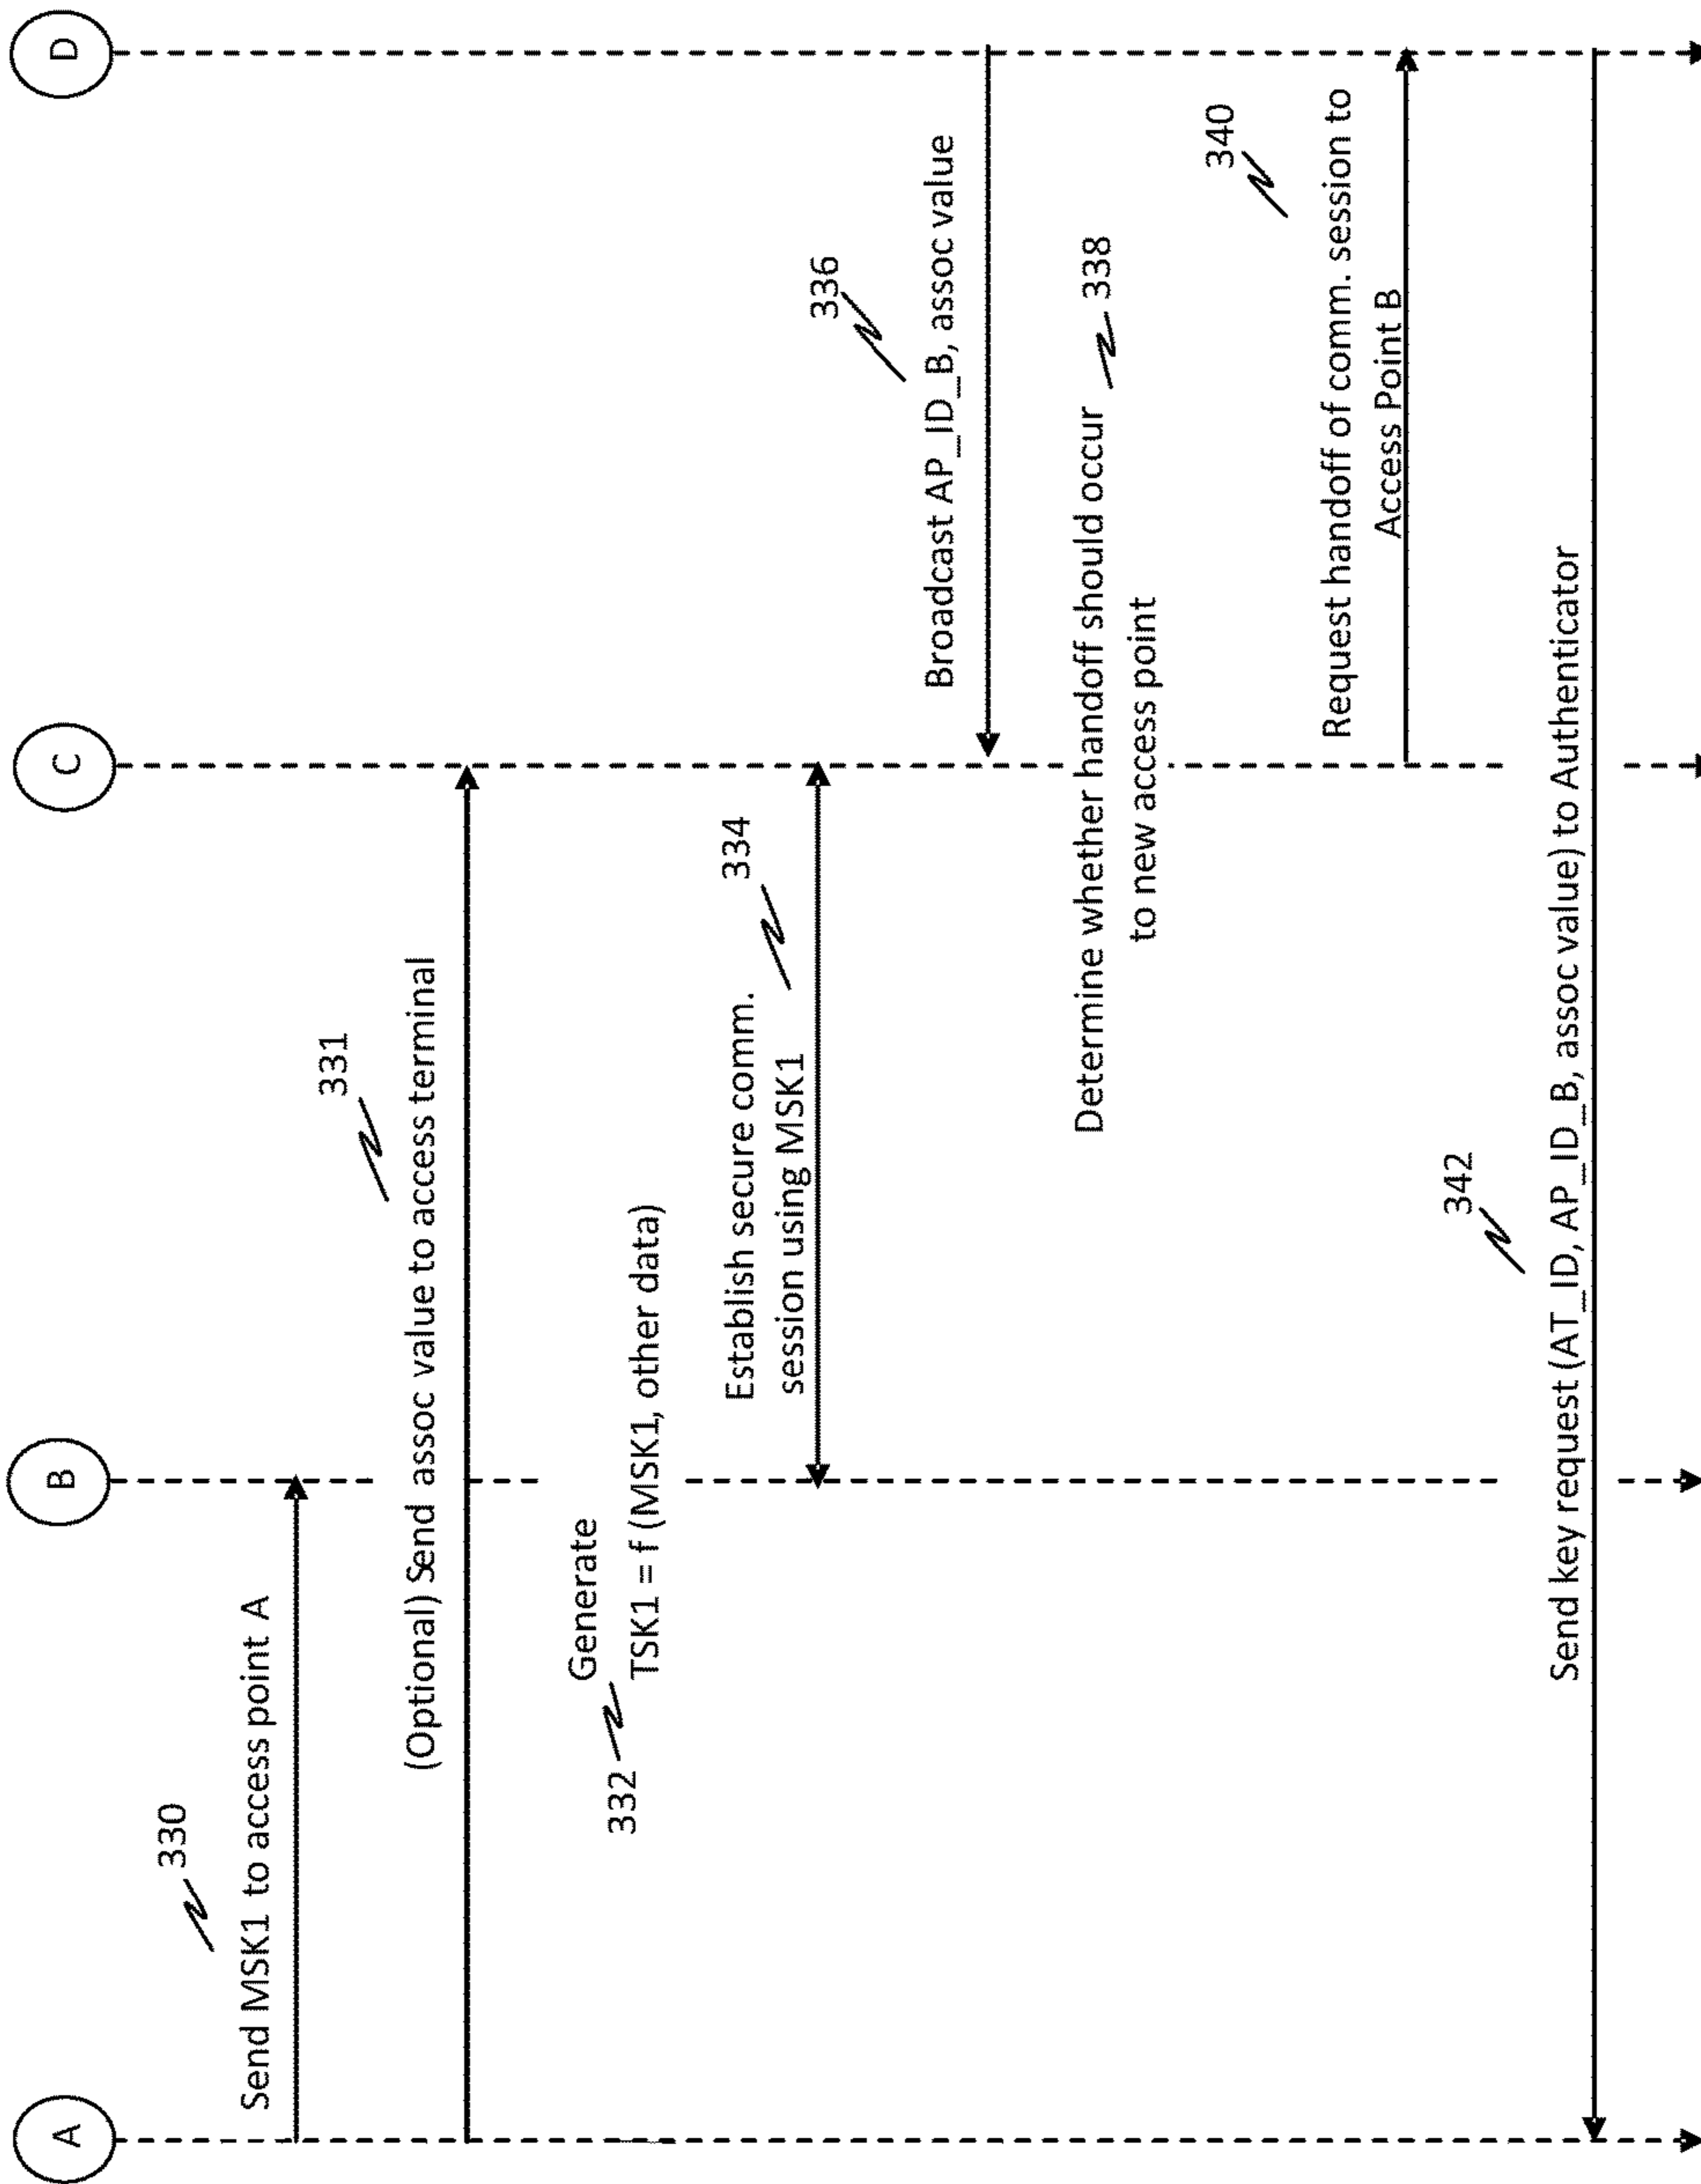 A
B
C
D
330
Send MSK1 to access point A
331
(Optional) Send assoc value to access terminal
Generate
332
TSK1 = f (MSK1, other data)
334
Establish secure comm.
session using MSK1
336
Broadcast AP_ID_B, assoc value
Determine whether handoff should occur
338
to new access point
340
Request handoff of comm. session to
Access Point B
342
Send key request (AT_ID, AP_ID_B, assoc value) to Authenticator